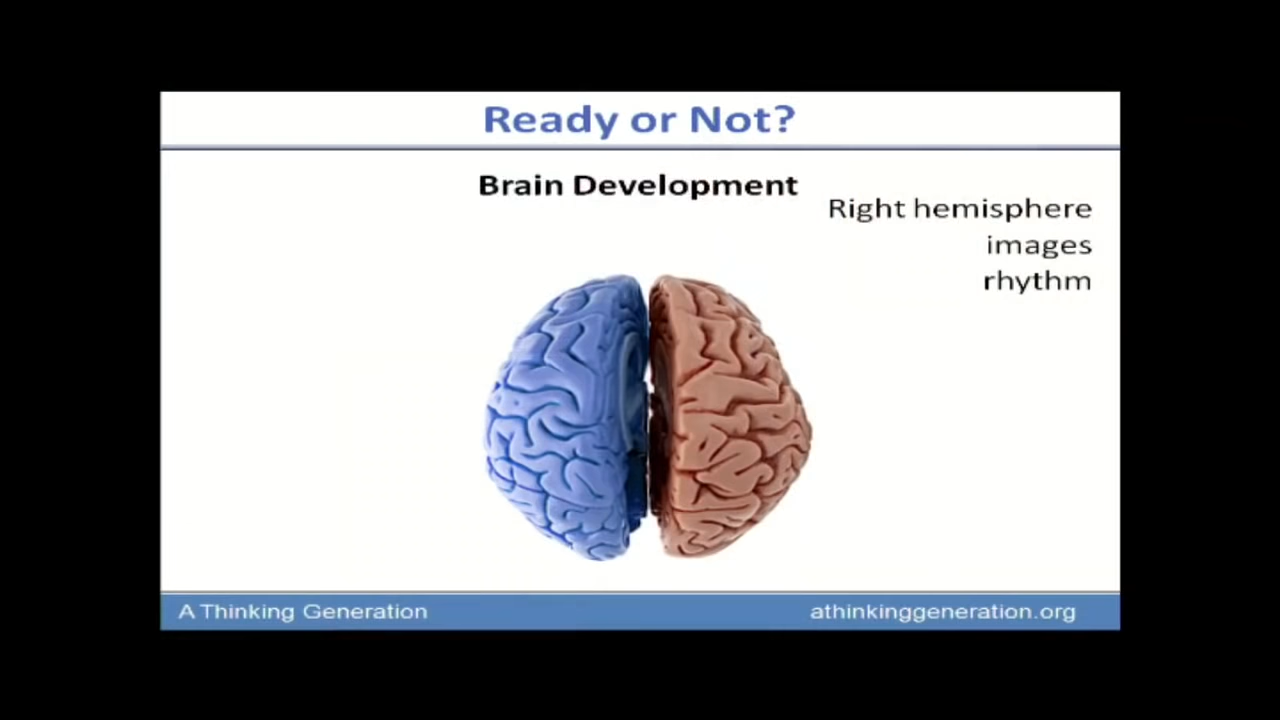 Ready or Not?
Brain Development
Right hemisphere
images
rhythm
A Thinking Generation
athinkinggeneration.org